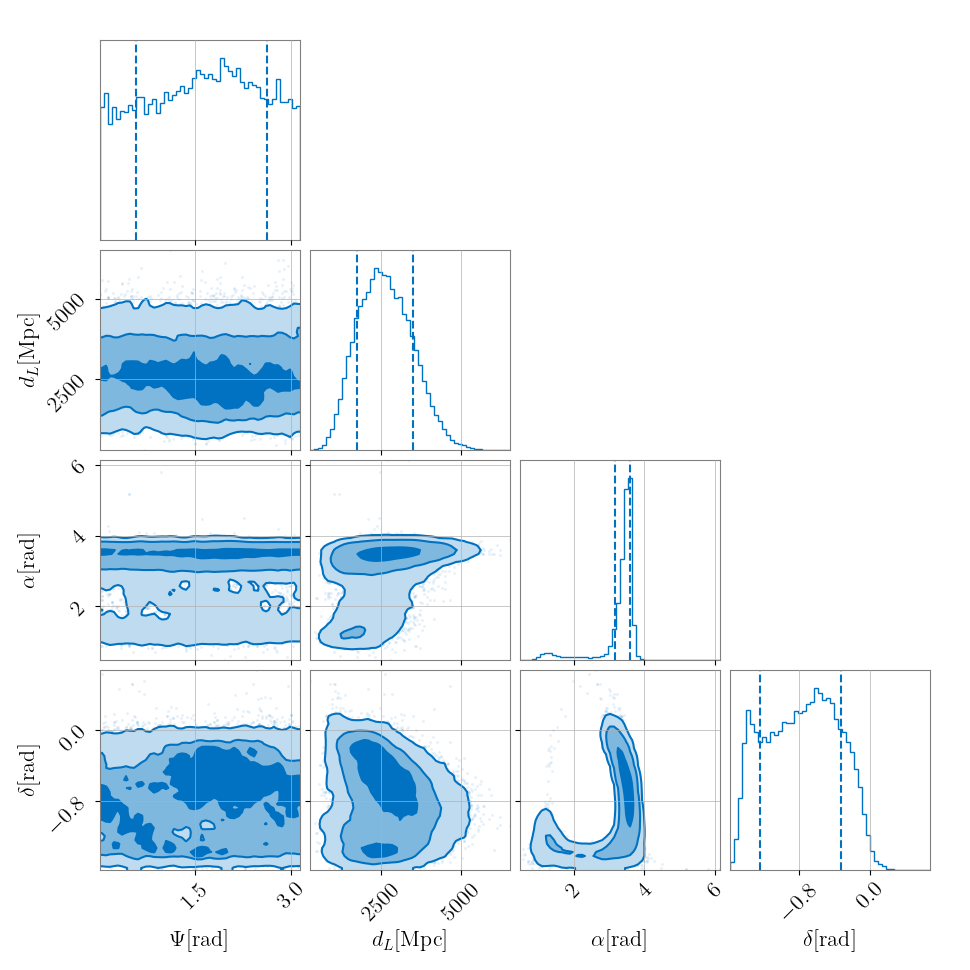 5000
2500
d_L[Mpc]
6
4
2
α[rad]
0.0
−0.8
δ[rad]
1.5 3.0 2500 5000 2 4 6 −0.8 0.0
Ψ[rad] d_L[Mpc] α[rad] δ[rad]